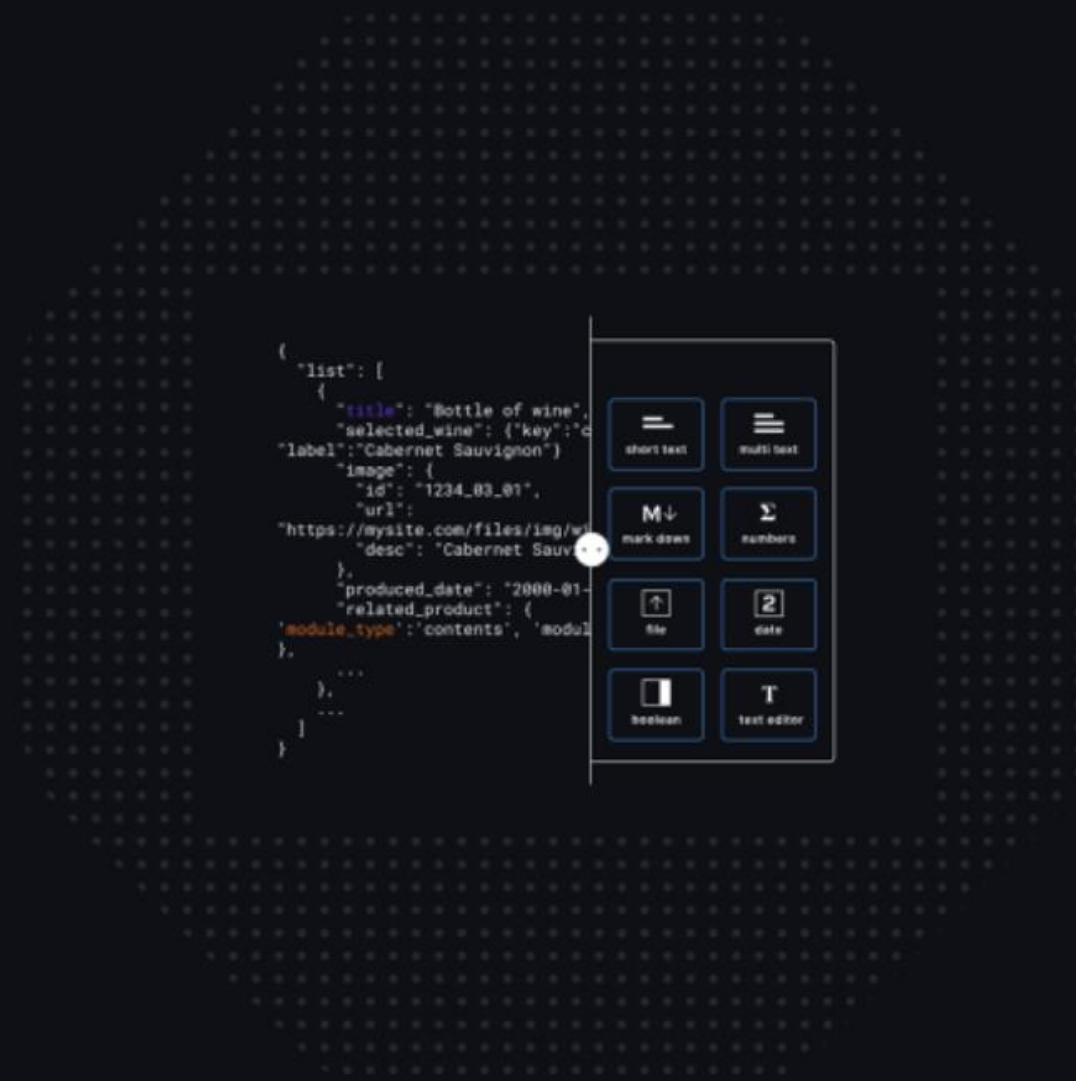 {
"list": [
{
"title": "Bottle of wine",
"selected_wine": {"key":"c
"label":"Cabernet Sauvignon"}
"image": {
"id": "1234_03_01",
"url":
"https://mysite.com/files/img/wi
"desc": "Cabernet Sauv
},
"produced_date": "2000-01-
"related_product": {
'module_type':'contents', 'modul
},
...
},
...
]
}
short text
multi text
M↓
mark down
Σ
numbers
file
2
date
boolean
T
text editor